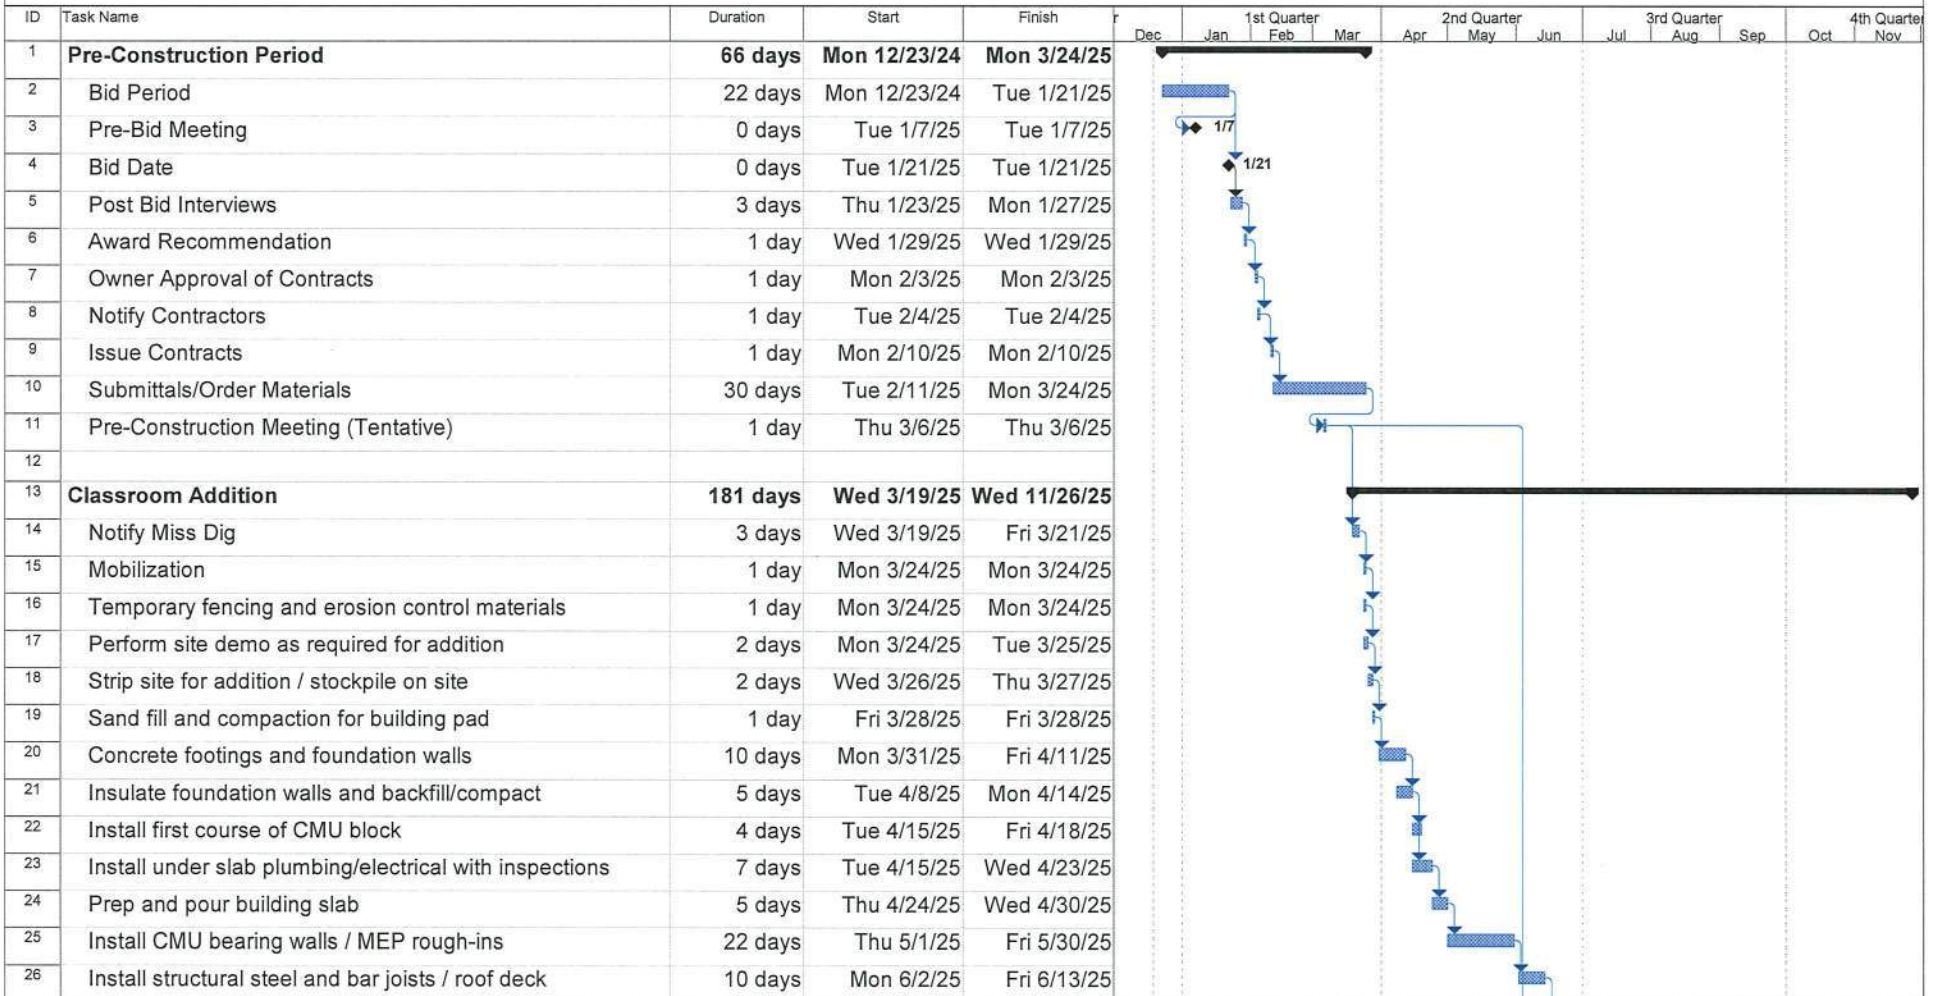 ID Task Name Duration Start Finish r 1st Quarter 2nd Quarter 3rd Quarter 4th Quarte
Dec Jan Feb Mar Apr May Jun Jul Aug Sep Oct Nov
1 Pre-Construction Period 66 days Mon 12/23/24 Mon 3/24/25
2 Bid Period 22 days Mon 12/23/24 Tue 1/21/25
3 Pre-Bid Meeting 0 days Tue 1/7/25 Tue 1/7/25 1/7
4 Bid Date 0 days Tue 1/21/25 Tue 1/21/25 1/21
5 Post Bid Interviews 3 days Thu 1/23/25 Mon 1/27/25
6 Award Recommendation 1 day Wed 1/29/25 Wed 1/29/25
7 Owner Approval of Contracts 1 day Mon 2/3/25 Mon 2/3/25
8 Notify Contractors 1 day Tue 2/4/25 Tue 2/4/25
9 Issue Contracts 1 day Mon 2/10/25 Mon 2/10/25
10 Submittals/Order Materials 30 days Tue 2/11/25 Mon 3/24/25
11 Pre-Construction Meeting (Tentative) 1 day Thu 3/6/25 Thu 3/6/25
12
13 Classroom Addition 181 days Wed 3/19/25 Wed 11/26/25
14 Notify Miss Dig 3 days Wed 3/19/25 Fri 3/21/25
15 Mobilization 1 day Mon 3/24/25 Mon 3/24/25
16 Temporary fencing and erosion control materials 1 day Mon 3/24/25 Mon 3/24/25
17 Perform site demo as required for addition 2 days Mon 3/24/25 Tue 3/25/25
18 Strip site for addition / stockpile on site 2 days Wed 3/26/25 Thu 3/27/25
19 Sand fill and compaction for building pad 1 day Fri 3/28/25 Fri 3/28/25
20 Concrete footings and foundation walls 10 days Mon 3/31/25 Fri 4/11/25
21 Insulate foundation walls and backfill/compact 5 days Tue 4/8/25 Mon 4/14/25
22 Install first course of CMU block 4 days Tue 4/15/25 Fri 4/18/25
23 Install under slab plumbing/electrical with inspections 7 days Tue 4/15/25 Wed 4/23/25
24 Prep and pour building slab 5 days Thu 4/24/25 Wed 4/30/25
25 Install CMU bearing walls / MEP rough-ins 22 days Thu 5/1/25 Fri 5/30/25
26 Install structural steel and bar joists / roof deck 10 days Mon 6/2/25 Fri 6/13/25